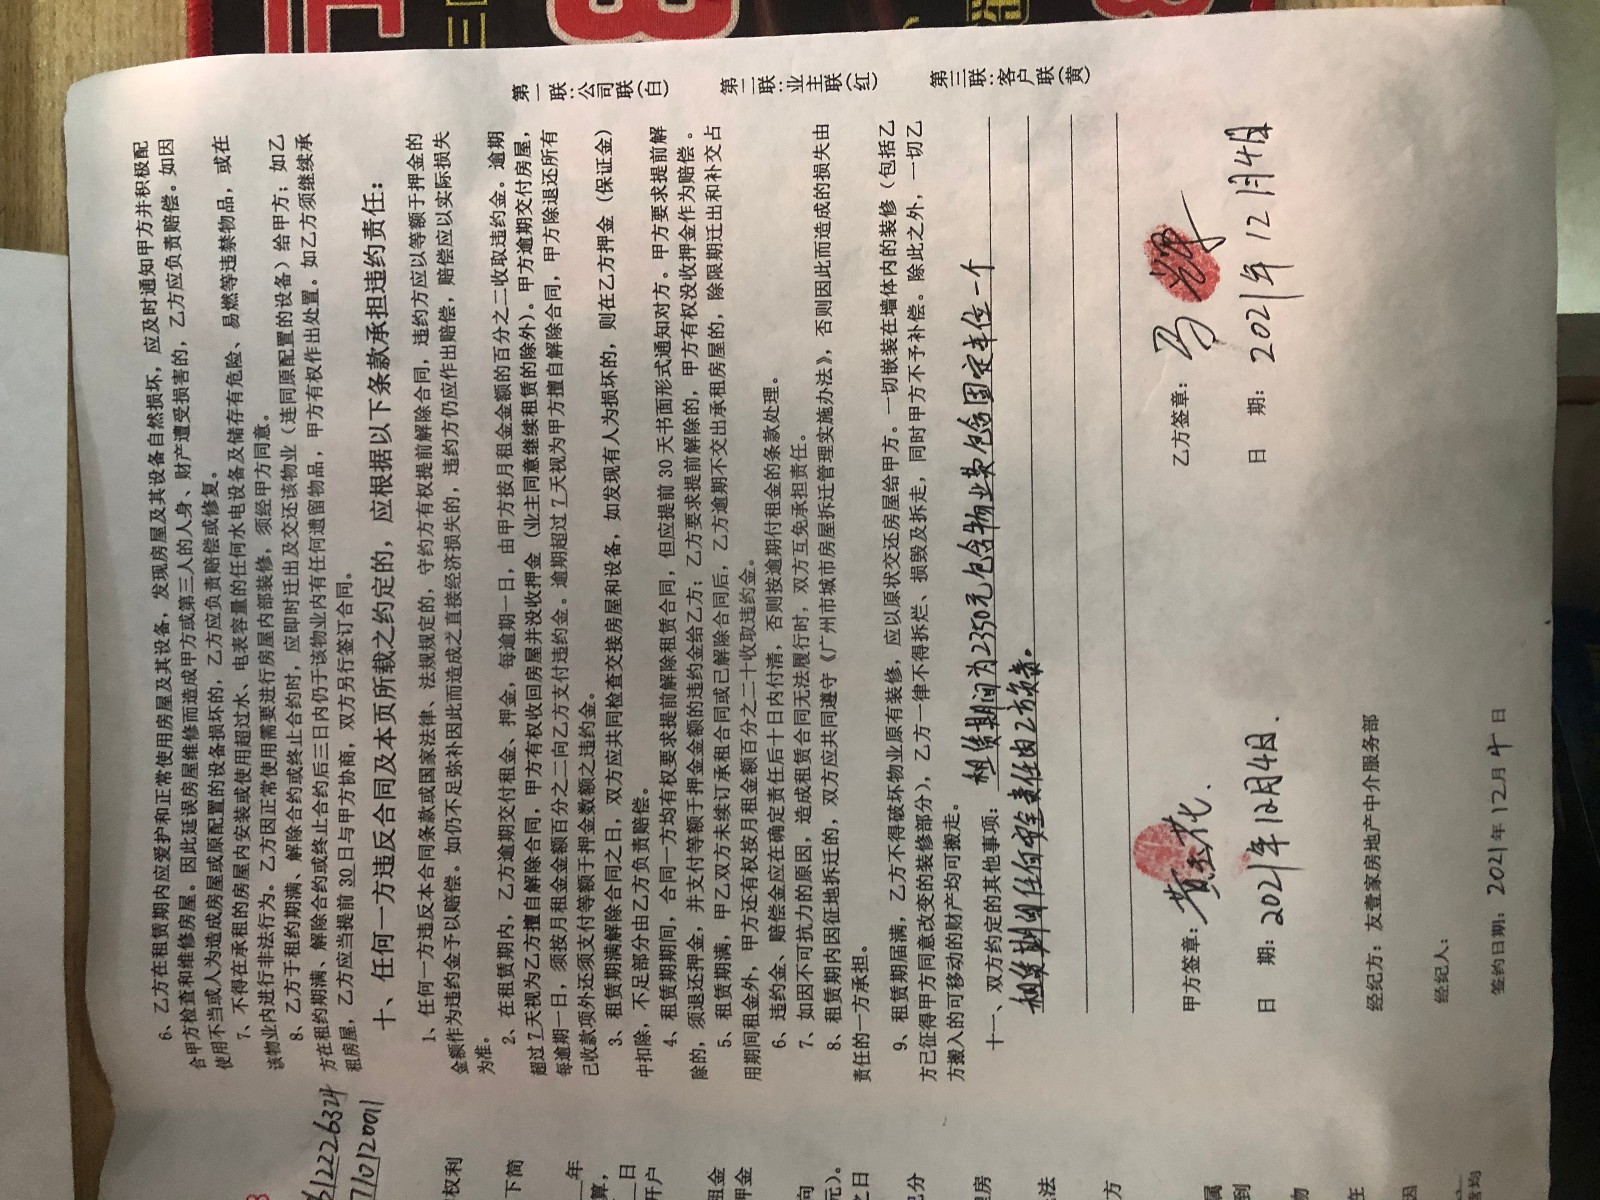 6、乙方在租赁期内应爱护和正常使用房屋及其设备，发现房屋及其设备自然损坏，应及时通知甲方并积极配
合甲方检查和维修房屋。因此延误房屋维修而造成甲方或第三人的人身、财产遭受损害的，乙方应负责赔偿。如因
使用不当或人为造成房屋或原配置的设备损坏的，乙方应负责赔偿或修复。
7、不得在承租的房屋内安装或使用超过水、电表容量的任何水电设备及储存有危险、易燃等违禁物品，或在
该物业内进行非法行为。乙方因正常使用需要进行房屋内部装修，须经甲方同意。
8、乙方于租约期满、解除合约或终止合约时，应即时迁出及交还该物业（连同原配置的设备）给甲方；如乙
方在租约期满、解除合约或终止合约后三日内仍于该物业内有任何遗留物品，甲方有权作出处置。如乙方须继续承
租房屋，乙方应当提前 30 日与甲方协商，双方另行签订合同。
十、任何一方违反合同及本页所载之约定的，应根据以下条款承担违约责任：
1、任何一方违反本合同条款或国家法律、法规规定的，守约方有权提前解除合同，违约方应以等额于押金的
金额作为违约金予以赔偿。如仍不足弥补因此而造成之直接经济损失的，违约方仍应作出赔偿，赔偿应以实际损失
为准。
2、在租赁期内，乙方逾期交付租金、押金，每逾期一日，由甲方按月租金金额的百分之二收取违约金。逾期
超过 7 天视为乙方擅自解除合同，甲方有权收回房屋并没收押金（业主同意继续租赁的除外）。甲方逾期交付房屋，
每逾期一日，须按月租金金额百分之二向乙方支付违约金。逾期超过 7 天视为甲方擅自解除合同，甲方除退还所有
已收款项外还须支付等额于押金数额之违约金。
3、租赁期满解除合同之日，双方应共同检查交接房屋和设备，如发现有人为损坏的，则在乙方押金（保证金）
中扣除，不足部分由乙方负责赔偿。
4、租赁期期间，合同一方均有权要求提前解除租赁合同，但应提前 30 天书面形式通知对方。甲方要求提前解
除的，须退还押金，并支付等额于押金金额的违约金给乙方；乙方要求提前解除的，甲方有权没收押金作为赔偿。
5、租赁期满，甲乙双方未续订承租合同或已解除合同后，乙方逾期不交出承租房屋的，除限期迁出和补交占
用期间租金外，甲方还有权按月租金额百分之二十收取违约金。
6、违约金、赔偿金应在确定责任后十日内付清，否则按逾期付租金的条款处理。
7、如因不可抗力的原因，造成租赁合同无法履行时，双方互免承担责任。
8、租赁期内因征地拆迁的，双方应共同遵守《广州市城市房屋拆迁管理实施办法》，否则因此而造成的损失由
责任的一方承担。
9、租赁期届满，乙方不得破坏物业原有装修，应以原状交还房屋给甲方。一切嵌装在墙体内的装修（包括乙
方已征得甲方同意改变的装修部分），乙方一律不得拆烂、损毁及拆走，同时甲方不予补偿。除此之外，一切乙
方搬入的可移动的财产均可搬走。
十一、双方约定的其他事项：租赁期间为2350元包含物业费包含固定车位一个
租赁期间任何安全责任由乙方负责。
甲方签章：黄
乙方签章：马
日 期：2021年12月4日.
日 期：2021年12月4日
经纪方：友壹家房地产中介服务部
经纪人：
签约日期：2021年12月4日
第一联：公司联（白）
第二联：业主联（红）
第三联：客户联（黄）
权利
下简
年
算，
日
开户
租金
押金
向
元）。
之日
法
方
属
到
物
在
因